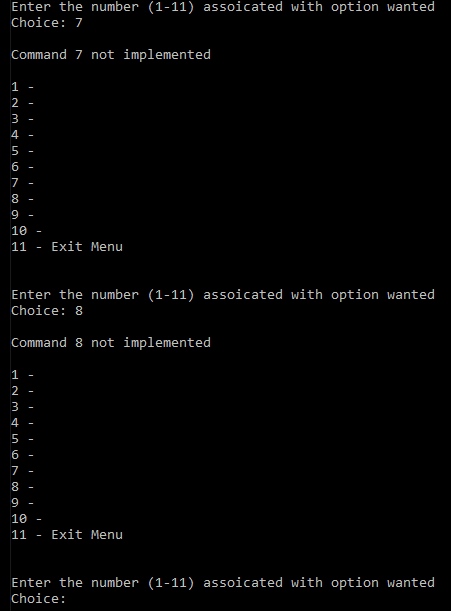 Enter the number (1-11) assoicated with option wanted
Choice: 7
Command 7 not implemented
1 -
2 -
3 -
4 -
5 -
6 -
7 -
8 -
9 -
10 -
11 - Exit Menu
Enter the number (1-11) assoicated with option wanted
Choice: 8
Command 8 not implemented
1 -
2 -
3 -
4 -
5 -
6 -
7 -
8 -
9 -
10 -
11 - Exit Menu
Enter the number (1-11) assoicated with option wanted
Choice: